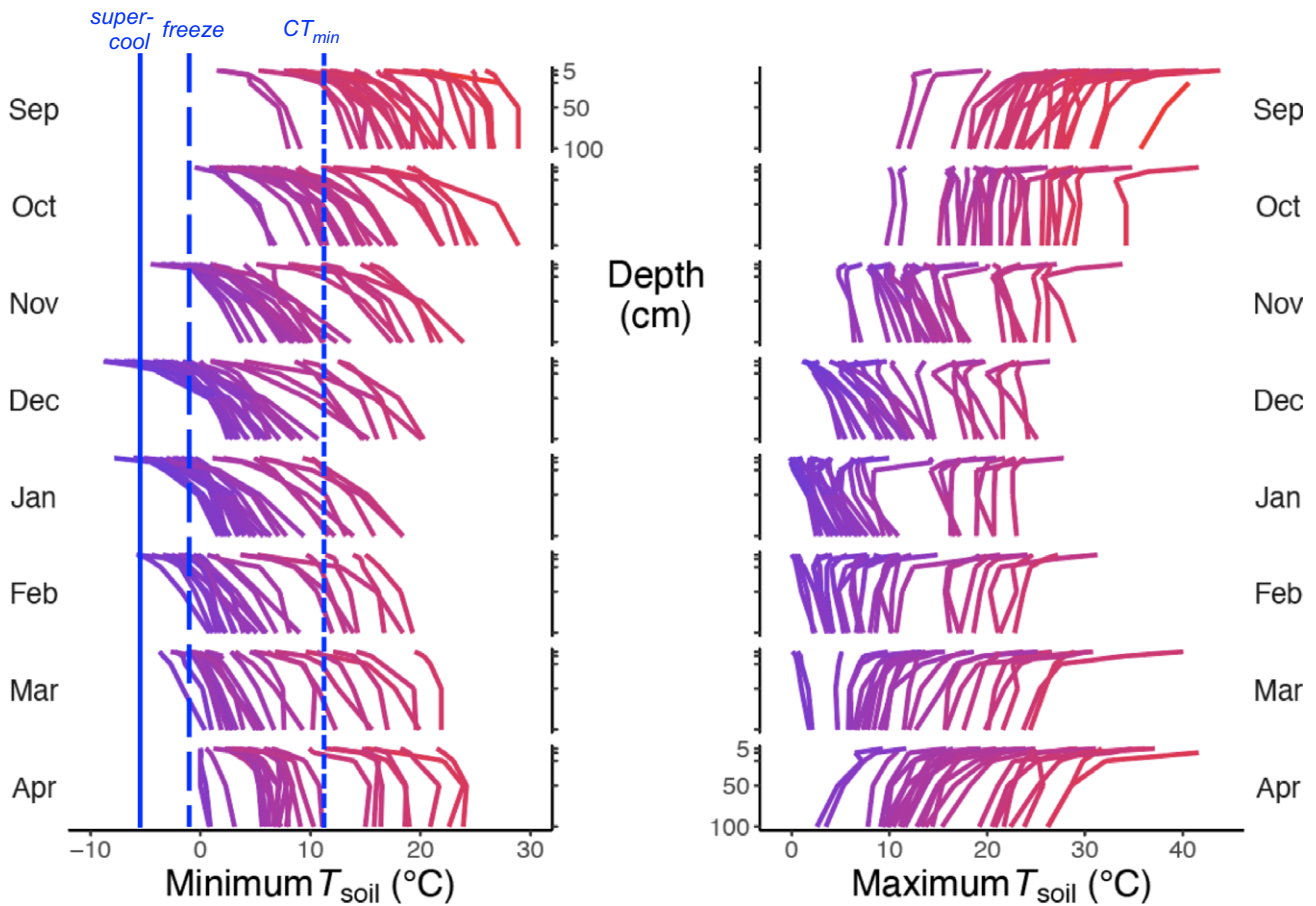 super-
cool
freeze
CTmin
Sep
5
50
100
Sep
Oct
Oct
Nov
Depth
(cm)
Nov
Dec
Dec
Jan
Jan
Feb
Feb
Mar
Mar
Apr
5
50
100
Apr
−10 0 10 20 30
0 10 20 30 40
Minimum Tsoil (°C)
Maximum Tsoil (°C)